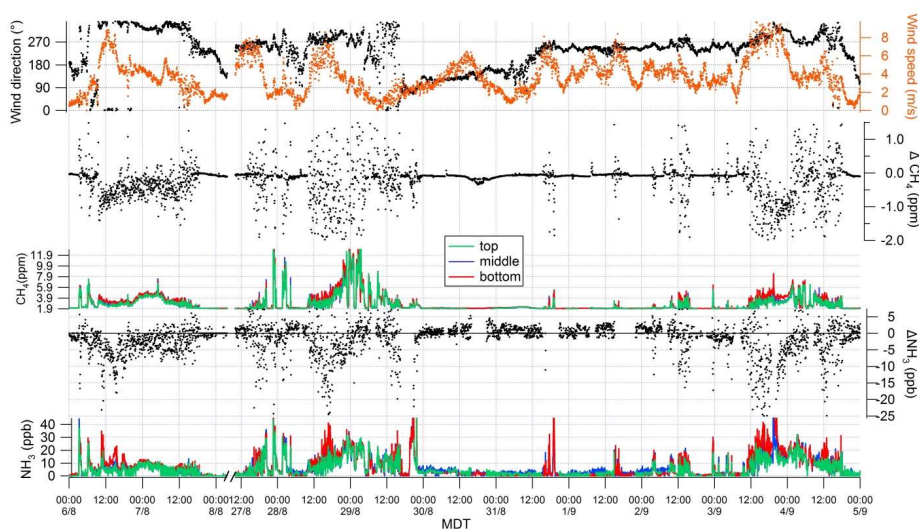 Wind direction (°)
270
180
90
0
8
6
4
2
0
Wind speed (m/s)
1.0
0.0
-1.0
-2.0
Δ CH₄ (ppm)
top
middle
bottom
CH₄(ppm)
11.9
9.9
7.9
5.9
3.9
1.9
5
0
-5
-10
-15
-20
-25
ΔNH₃ (ppb)
NH₃ (ppb)
40
30
20
10
0
00:00 12:00 00:00 12:00 00:00 12:00 00:00 12:00 00:00 12:00 00:00 12:00 00:00 12:00 00:00 12:00 00:00 12:00 00:00 12:00 00:00 12:00 00:00
6/8 7/8 8/8 27/8 28/8 29/8 30/8 31/8 1/9 2/9 3/9 4/9 5/9
MDT